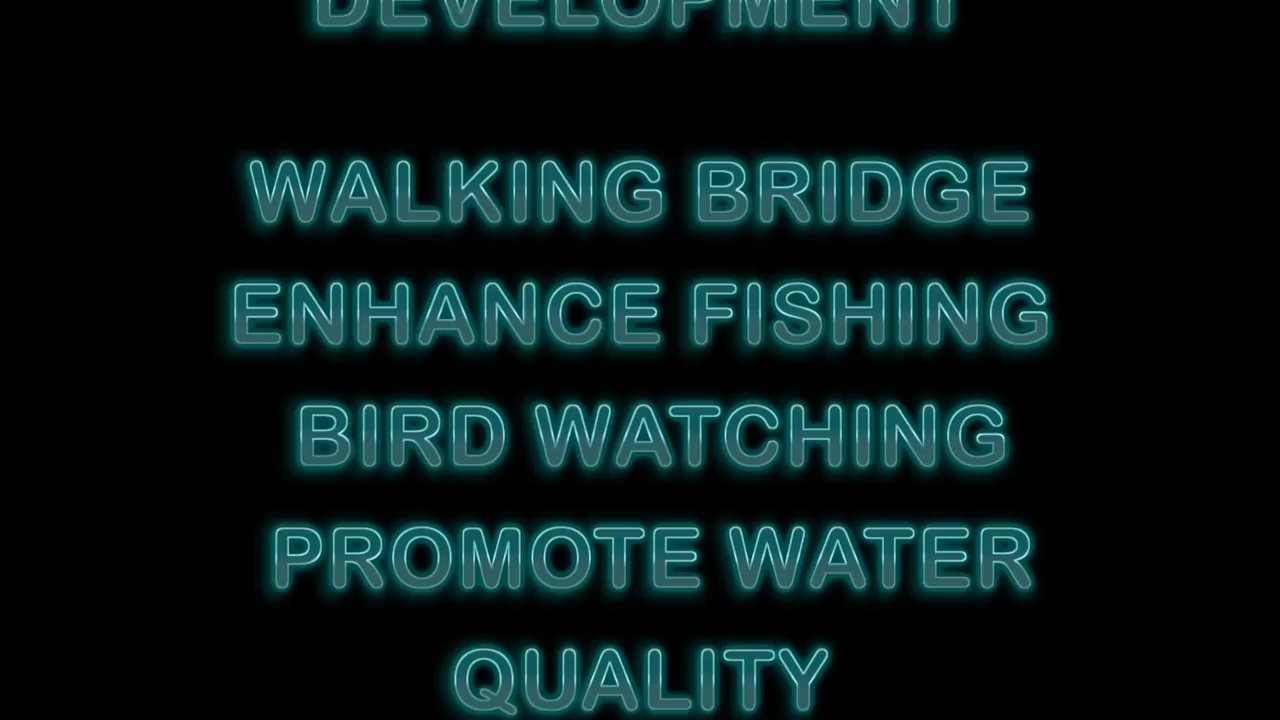 DEVELOPMENT
WALKING BRIDGE
ENHANCE FISHING
BIRD WATCHING
PROMOTE WATER
QUALITY